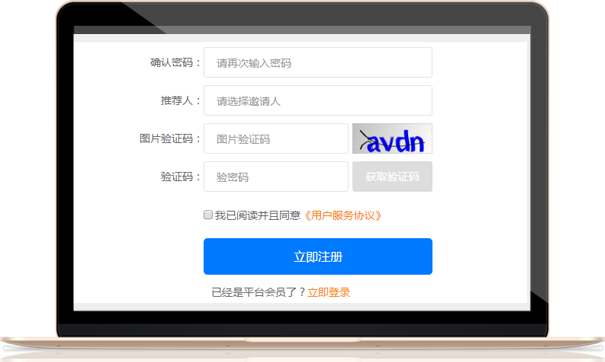 确认密码：请再次输入密码
推荐人：请选择邀请人
图片验证码：图片验证码 avdn
验证码：验密码 获取验证码
我已阅读并且同意《用户服务协议》
立即注册
已经是平台会员了？立即登录